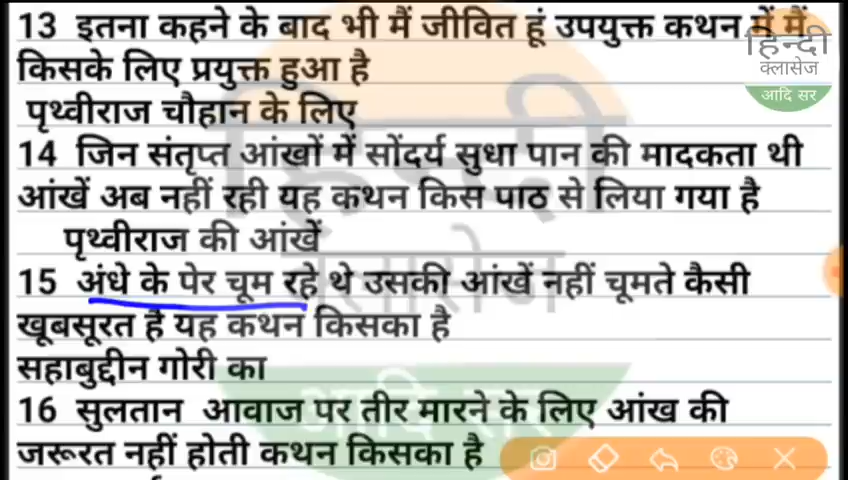 13 इतना कहने के बाद भी मैं जीवित हूं उपयुक्त कथन में मैं
किसके लिए प्रयुक्त हुआ है
पृथ्वीराज चौहान के लिए
14 जिन संतृप्त आंखों में सोंदर्य सुधा पान की मादकता थी
आंखें अब नहीं रही यह कथन किस पाठ से लिया गया है
पृथ्वीराज की आंखें
15 अंधे के पेर चूम रहे थे उसकी आंखें नहीं चूमते कैसी
खूबसूरत है यह कथन किसका है
सहाबुद्दीन गोरी का
16 सुलतान आवाज पर तीर मारने के लिए आंख की
जरूरत नहीं होती कथन किसका है
हिन्दी
क्लासेज
आदि सर
हिन्दी
क्लासेज
आदि सर